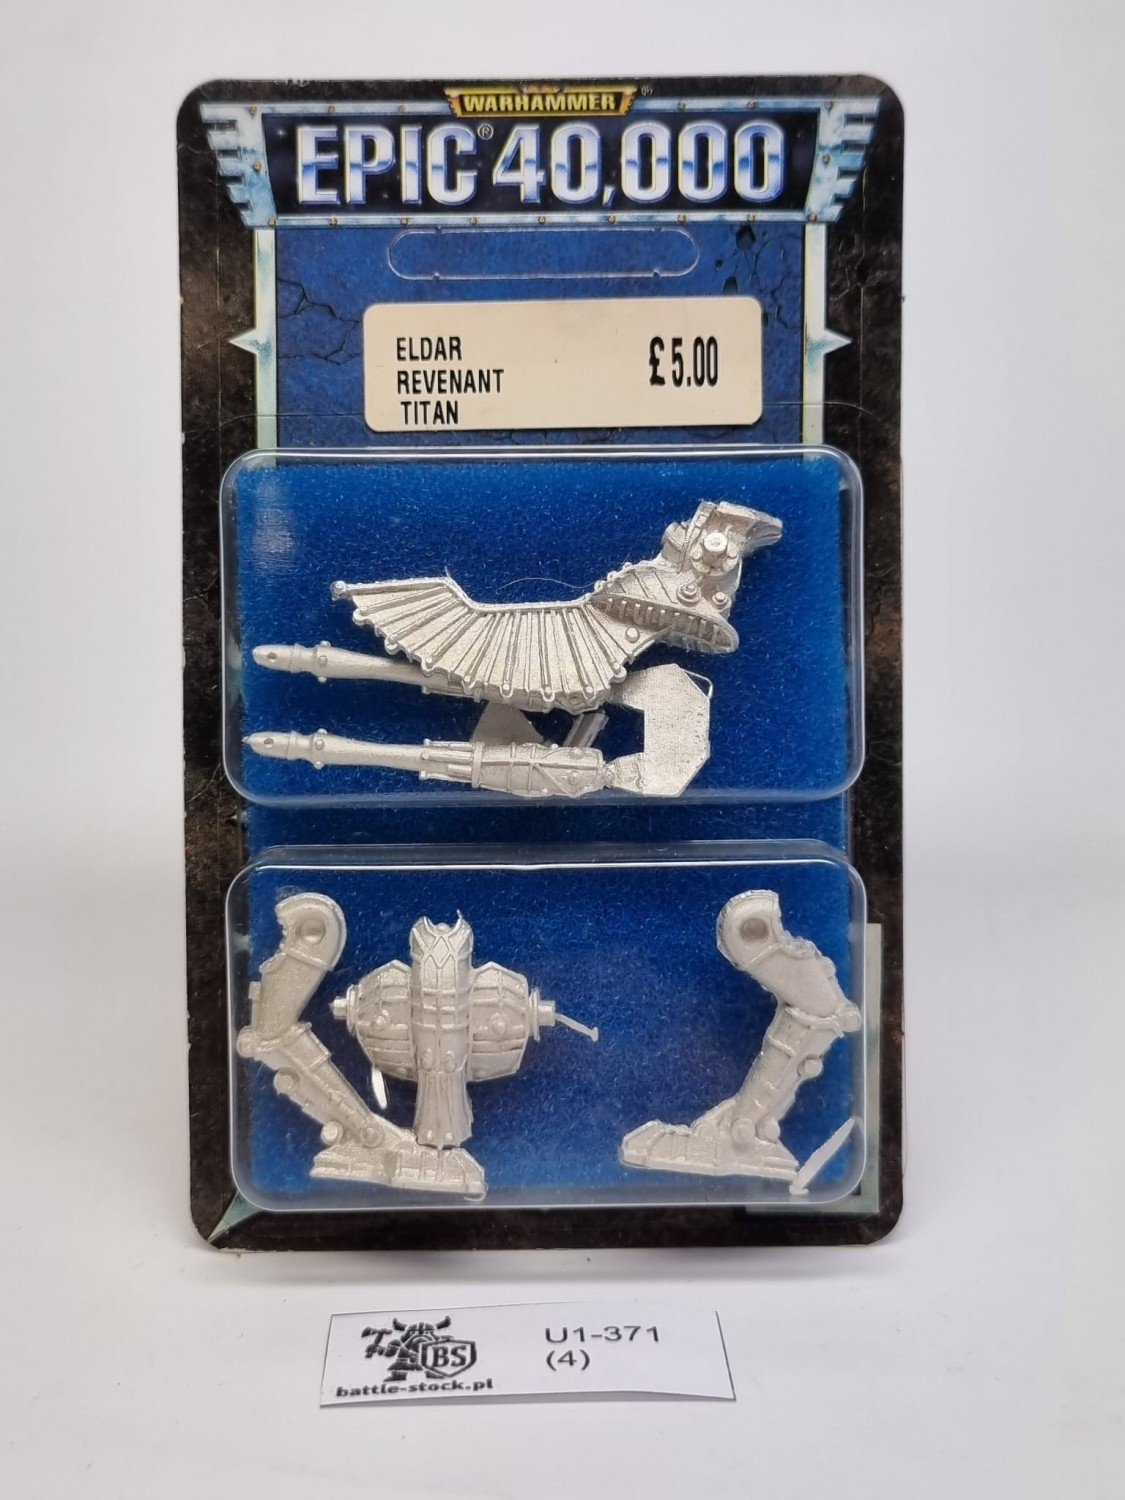 WARHAMMER®
EPIC® 40,000
ELDAR
REVENANT
TITAN
£5.00
BS
battle-stock.pl
U1-371
(4)